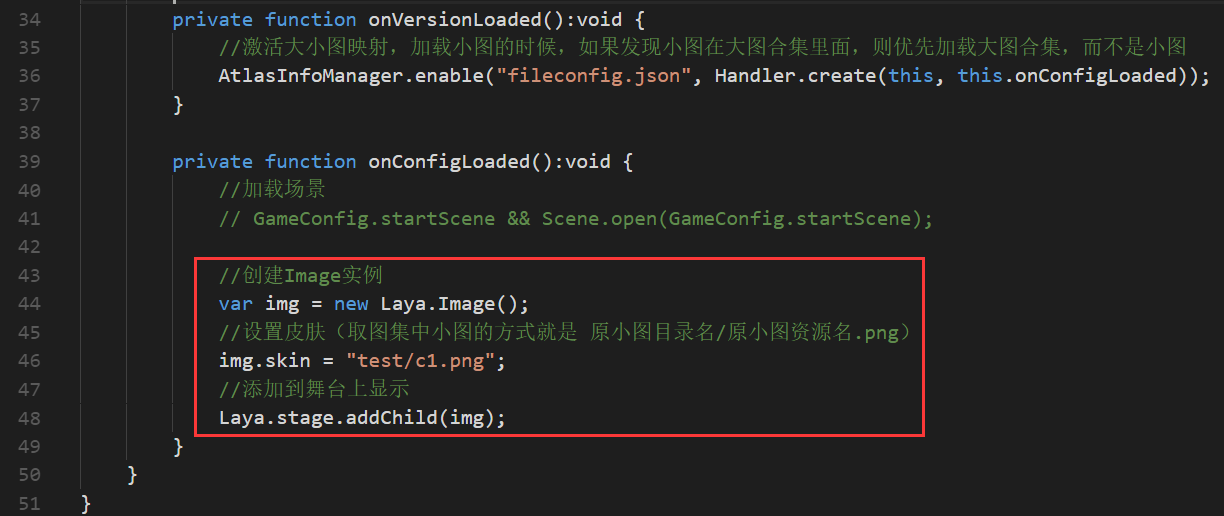 34 private function onVersionLoaded():void {
35 //激活大小图映射，加载小图的时候，如果发现小图在大图合集里面，则优先加载大图合集，而不是小图
36 AtlasInfoManager.enable("fileconfig.json", Handler.create(this, this.onConfigLoaded));
37 }
38
39 private function onConfigLoaded():void {
40 //加载场景
41 // GameConfig.startScene && Scene.open(GameConfig.startScene);
42
43 //创建Image实例
44 var img = new Laya.Image();
45 //设置皮肤（取图集中小图的方式就是 原小图目录名/原小图资源名.png）
46 img.skin = "test/c1.png";
47 //添加到舞台上显示
48 Laya.stage.addChild(img);
49 }
50 }
51 }